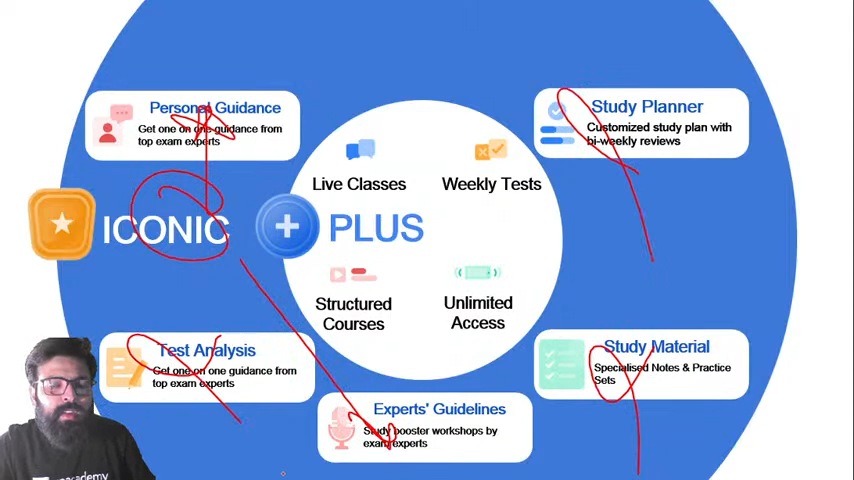 Personal Guidance
Get one on one guidance from
top exam experts
Study Planner
Customized study plan with
bi-weekly reviews
Live Classes
Weekly Tests
ICONIC
PLUS
Structured
Courses
Unlimited
Access
Test Analysis
Get one on one guidance from
top exam experts
Study Material
Specialised Notes & Practice
Sets
Experts' Guidelines
Study booster workshops by
exam experts